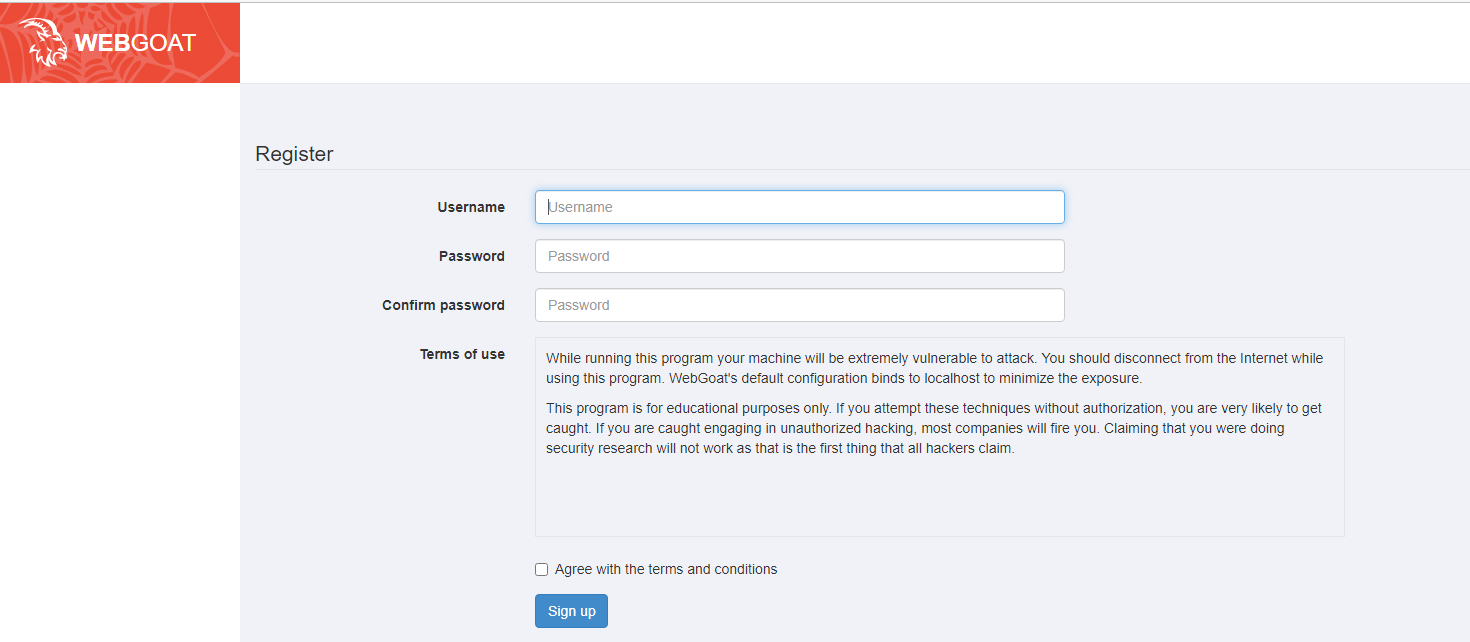 WEBGOAT
Register
Username
Username
Password
Password
Confirm password
Password
Terms of use
While running this program your machine will be extremely vulnerable to attack. You should disconnect from the Internet while
using this program. WebGoat's default configuration binds to localhost to minimize the exposure.
This program is for educational purposes only. If you attempt these techniques without authorization, you are very likely to get
caught. If you are caught engaging in unauthorized hacking, most companies will fire you. Claiming that you were doing
security research will not work as that is the first thing that all hackers claim.
Agree with the terms and conditions
Sign up